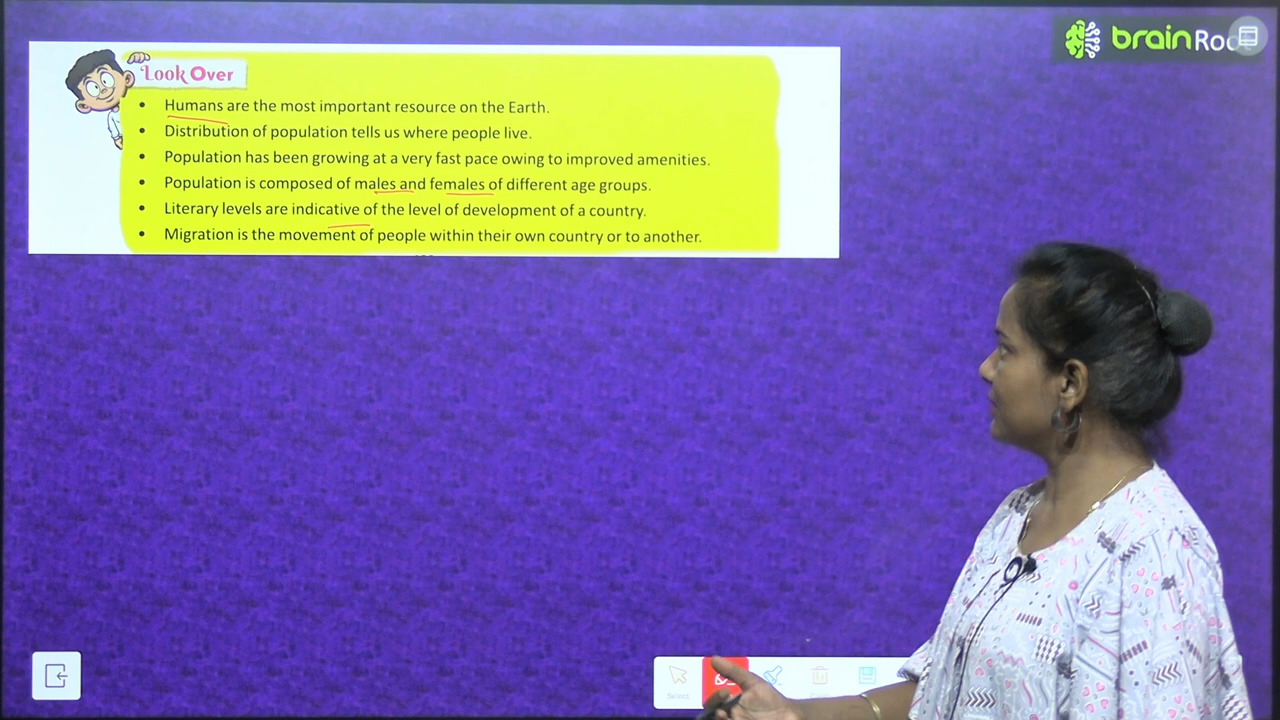 brain Ro
Look Over
• Humans are the most important resource on the Earth.
• Distribution of population tells us where people live.
• Population has been growing at a very fast pace owing to improved amenities.
• Population is composed of males and females of different age groups.
• Literary levels are indicative of the level of development of a country.
• Migration is the movement of people within their own country or to another.
Select